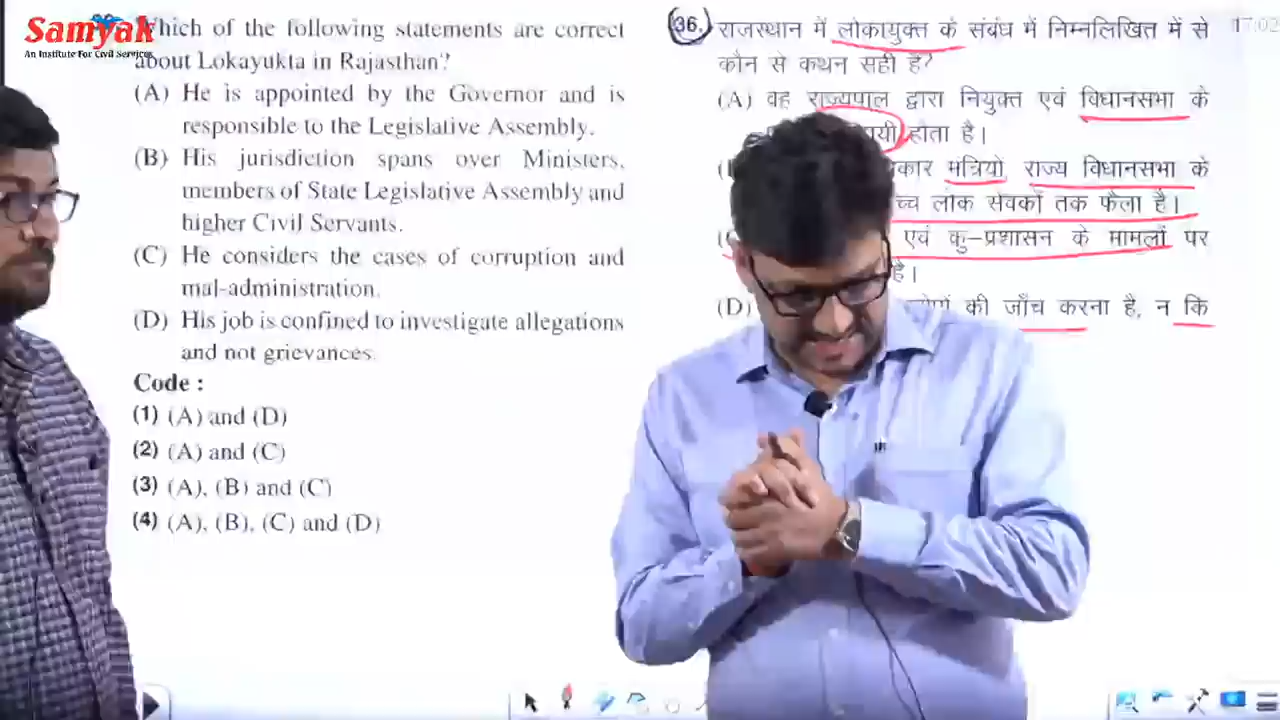 Samyak
An Institute For Civil Services
Which of the following statements are correct
about Lokayukta in Rajasthan?
(A) He is appointed by the Governor and is
responsible to the Legislative Assembly.
(B) His jurisdiction spans over Ministers,
members of State Legislative Assembly and
higher Civil Servants.
(C) He considers the cases of corruption and
mal-administration.
(D) His job is confined to investigate allegations
and not grievances.
Code :
(1) (A) and (D)
(2) (A) and (C)
(3) (A), (B) and (C)
(4) (A), (B), (C) and (D)
36. राजस्थान में लोकायुक्त के संबंध में निम्नलिखित में से
कौन से कथन सही है?
(A) वह राज्यपाल द्वारा नियुक्त एवं विधानसभा के
होता है।
मंत्रियों, राज्य विधानसभा के
लोक सेवकों तक फैला है।
एवं कु-प्रशासन के मामलों पर
है।
(D) की जाँच करना है, न कि
17:02